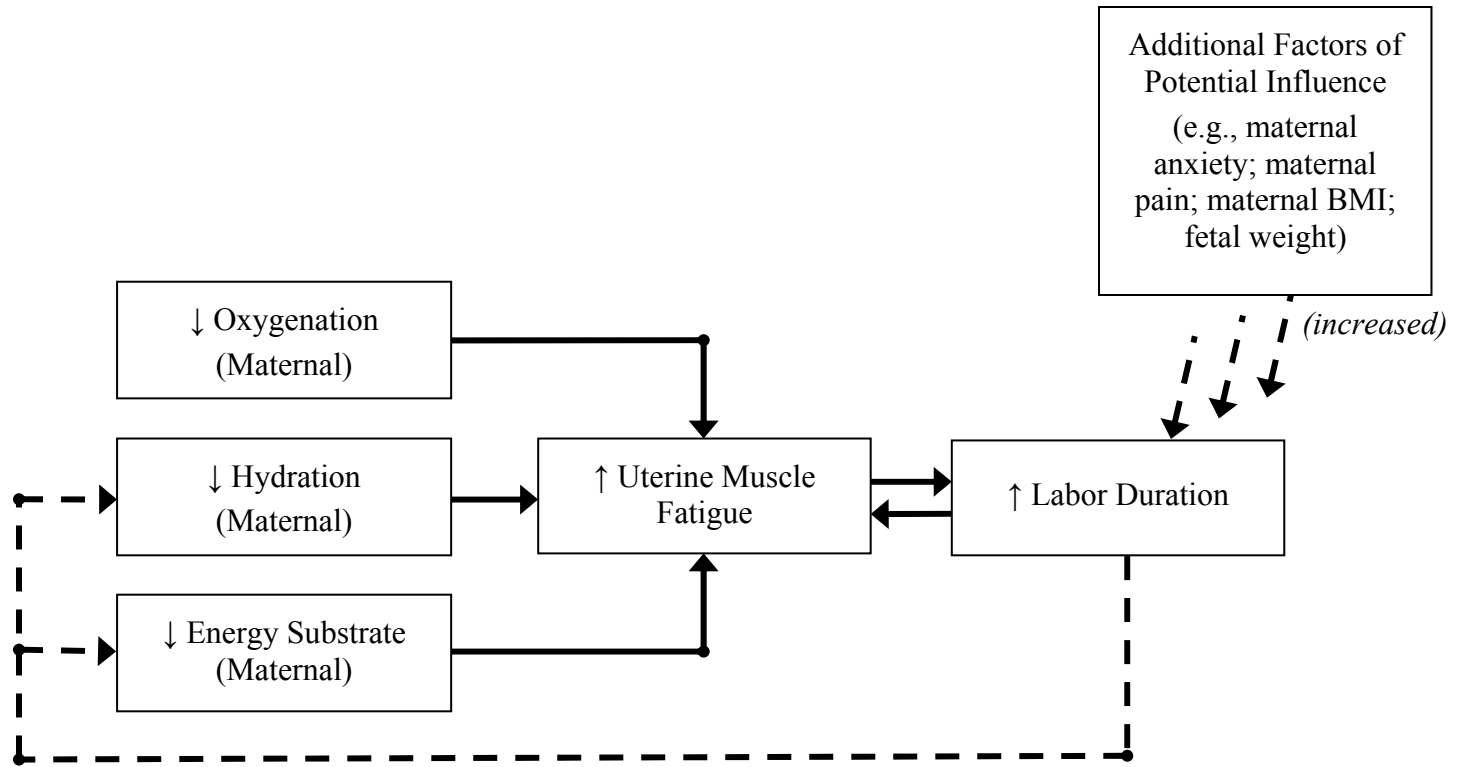 Additional Factors of
Potential Influence
(e.g., maternal
anxiety; maternal
pain; maternal BMI;
fetal weight)
(increased)
↓ Oxygenation
(Maternal)
↓ Hydration
(Maternal)
↑ Uterine Muscle
Fatigue
↑ Labor Duration
↓ Energy Substrate
(Maternal)